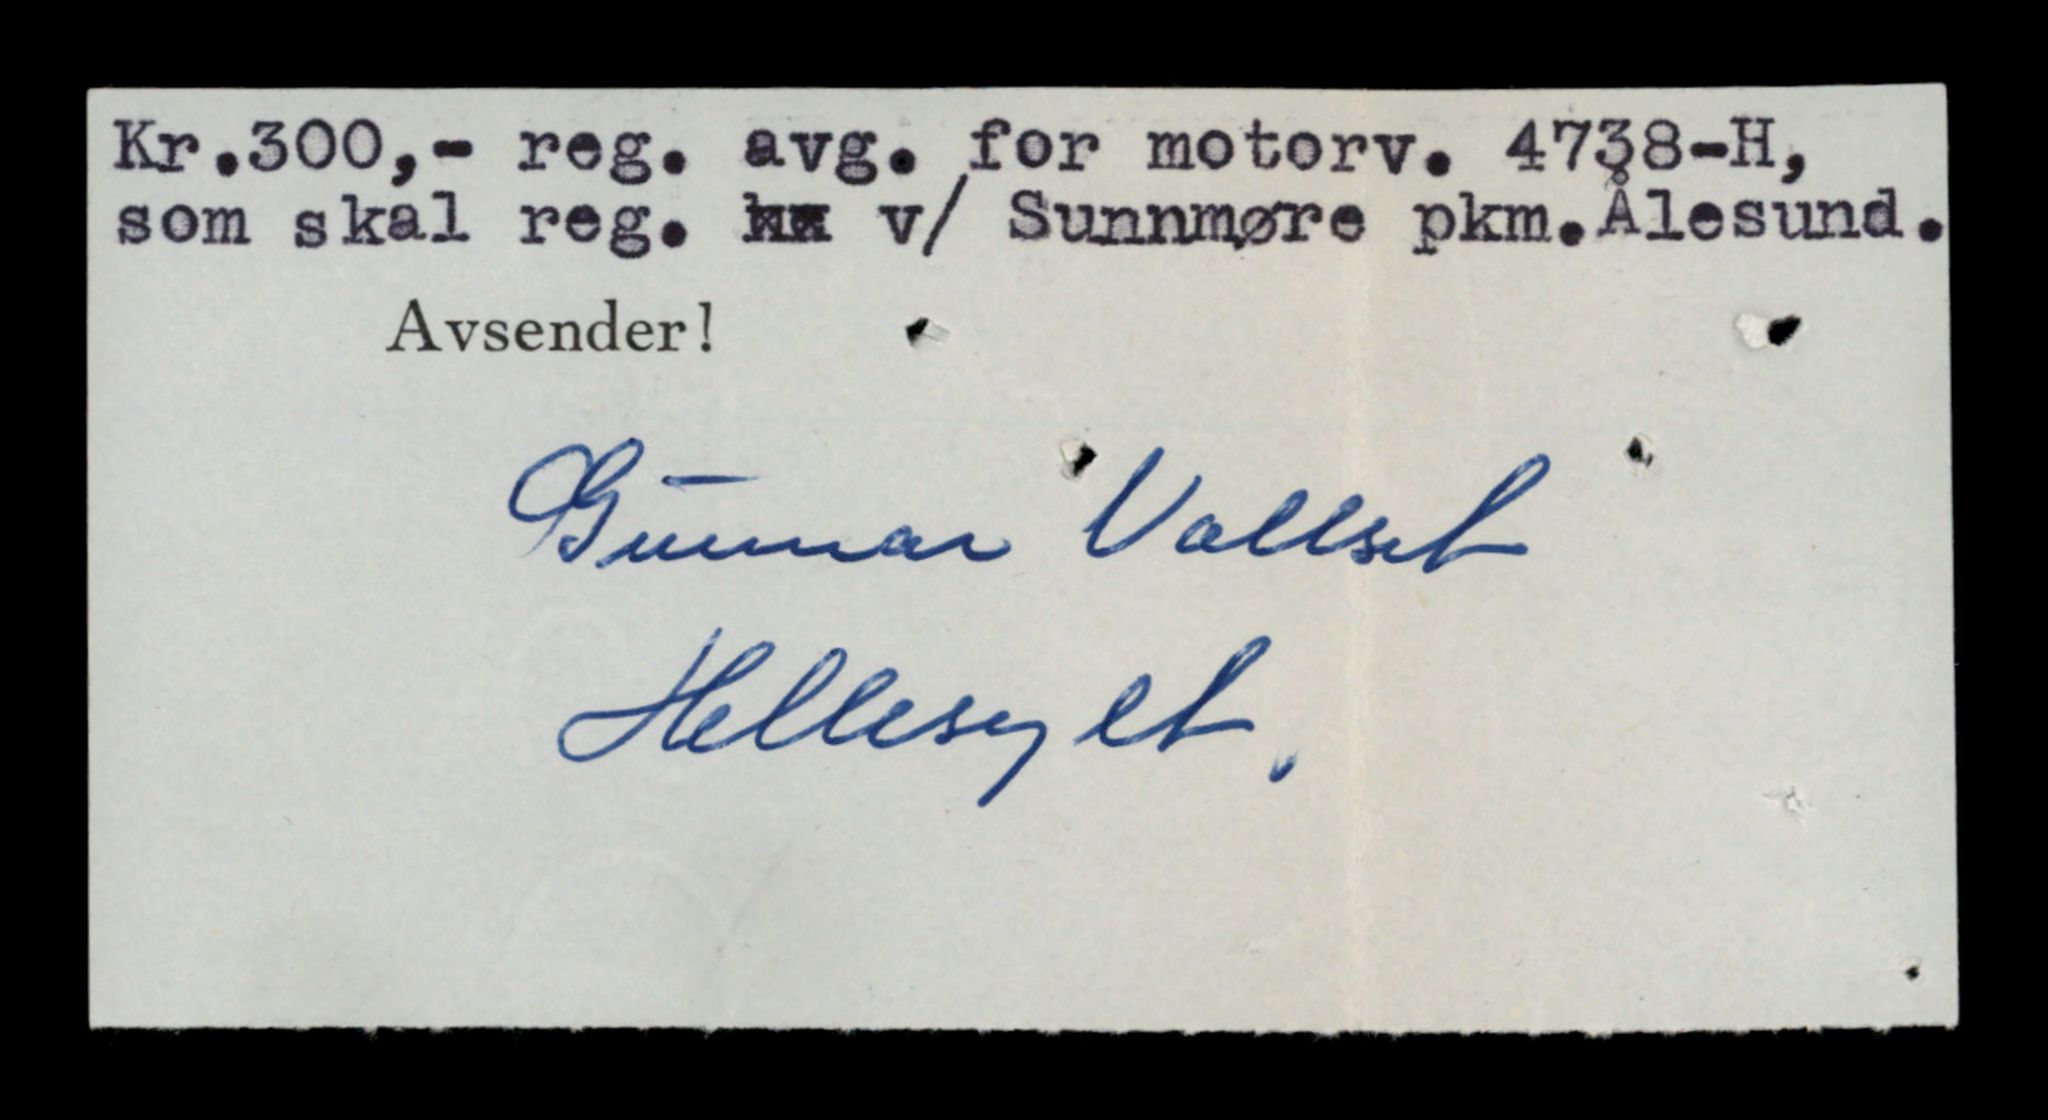 Kr.300,- reg. avg. for motorv. 4738-H,
som skal reg. v/ Sunnmøre pkm. Ålesund.
Avsender!
Gunnar Vallset
Hellesylt.